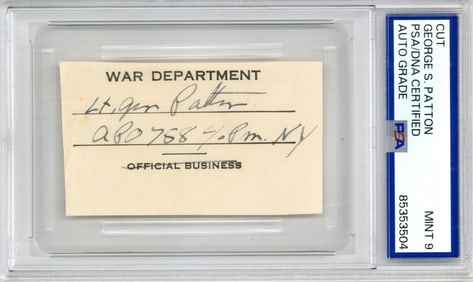 WAR DEPARTMENT
Lt. Gen Patton
APO 758 % P.m. NY
OFFICIAL BUSINESS
CUT
GEORGE S. PATTON
PSA/DNA CERTIFIED
AUTO GRADE
PSA
MINT 9
85353504